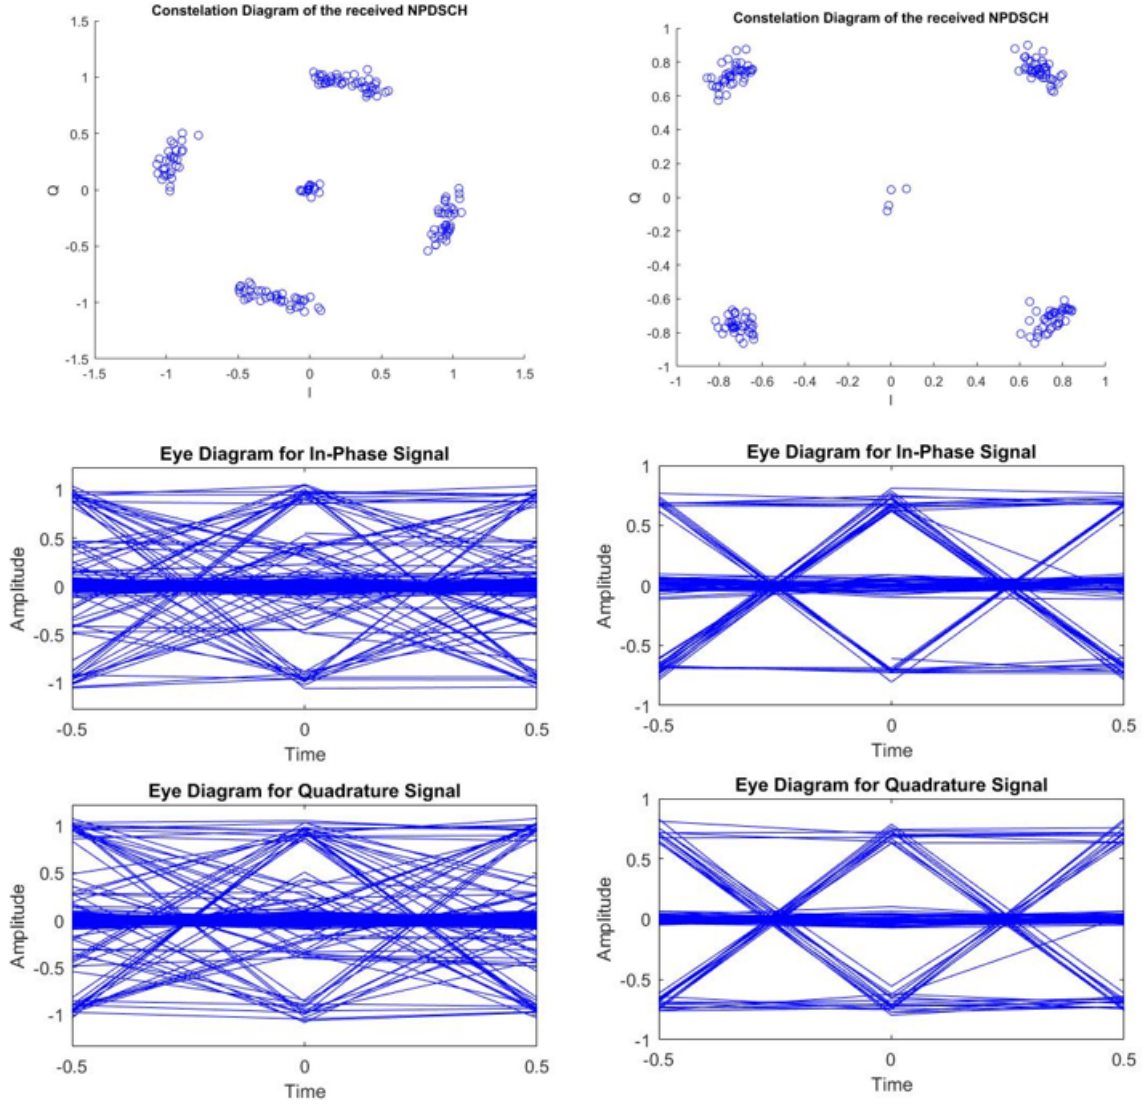 Constelation Diagram of the received NPDSCH
1.5
1
0.5
0
-0.5
-1
-1.5
Q
-1.5 -1 -0.5 0 0.5 1 1.5
I
Constelation Diagram of the received NPDSCH
1
0.8
0.6
0.4
0.2
0
-0.2
-0.4
-0.6
-0.8
-1
Q
-1 -0.8 -0.6 -0.4 -0.2 0 0.2 0.4 0.6 0.8 1
I
Eye Diagram for In-Phase Signal
1
0.5
0
-0.5
-1
Amplitude
-0.5 0 0.5
Time
Eye Diagram for In-Phase Signal
1
0.5
0
-0.5
-1
Amplitude
-0.5 0 0.5
Time
Eye Diagram for Quadrature Signal
1
0.5
0
-0.5
-1
Amplitude
-0.5 0 0.5
Time
Eye Diagram for Quadrature Signal
1
0.5
0
-0.5
-1
Amplitude
-0.5 0 0.5
Time